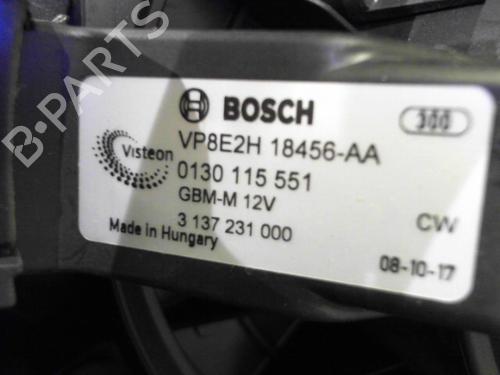 BOSCH
300
VP8E2H 18456-AA
Visteon
0130 115 551
GBM-M 12V
3 137 231 000
CW
Made in Hungary
08-10-17
B-PARTS